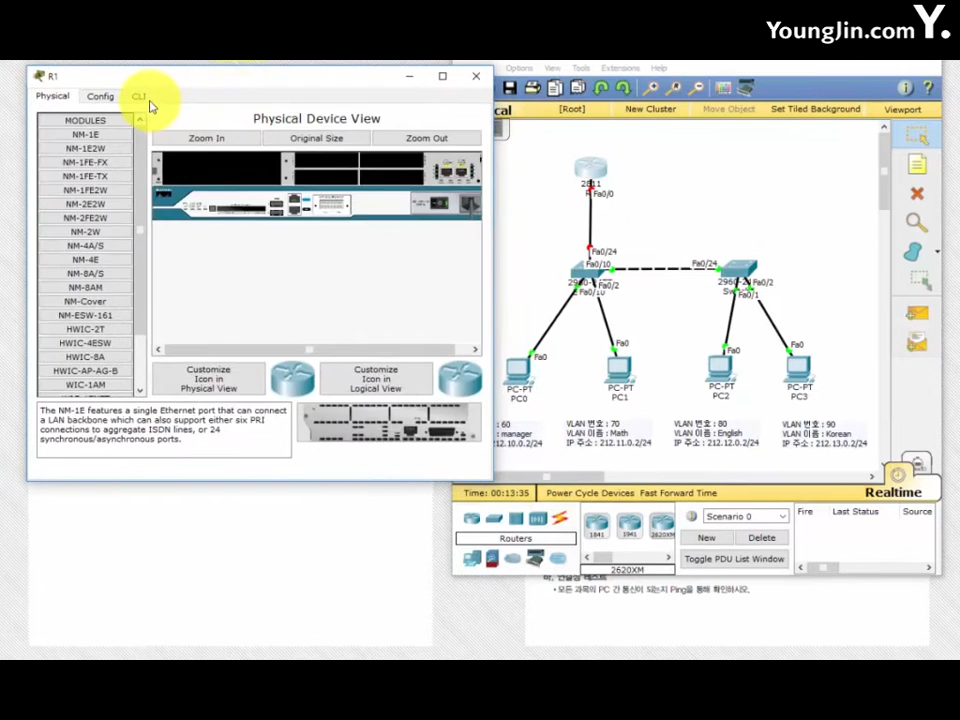 YoungJin.com Y.
R1
Physical Config CLI
MODULES
NM-1E
NM-1E2W
NM-1FE-FX
NM-1FE-TX
NM-1FE2W
NM-2E2W
NM-2FE2W
NM-2W
NM-4A/S
NM-4E
NM-8A/S
NM-8AM
NM-Cover
NM-ESW-161
HWIC-2T
HWIC-4ESW
HWIC-8A
HWIC-AP-AG-B
WIC-1AM
Physical Device View
Zoom In Original Size Zoom Out
Customize
Icon in
Physical View
Customize
Icon in
Logical View
The NM-1E features a single Ethernet port that can connect
a LAN backbone which can also support either six PRI
connections to aggregate ISDN lines, or 24
synchronous/asynchronous ports.
Options View Tools Extensions Help
cal [Root] New Cluster Move Object Set Tiled Background Viewport
2811
Fa0/0
Fa0/24
Fa0/10
Fa0/2
Fa0/24
Fa0/2
Fa0/1
Fa0
Fa0
Fa0
Fa0
PC-PT
PC0
PC-PT
PC1
PC-PT
PC2
PC-PT
PC3
: 60
: manager
212.10.0.2/24
VLAN 번호 : 70
VLAN 이름 : Math
IP 주소 : 212.11.0.2/24
VLAN 번호 : 80
VLAN 이름 : English
IP 주소 : 212.12.0.2/24
VLAN 번호 : 90
VLAN 이름 : Korean
IP 주소 : 212.13.0.2/24
Time: 00:13:35 Power Cycle Devices Fast Forward Time
Realtime
Routers
1841 1941 2620XM
2620XM
Scenario 0
New Delete
Toggle PDU List Window
Fire Last Status Source
• 모든 과목의 PC 간 통신이 되는지 Ping을 통해 확인하시오.